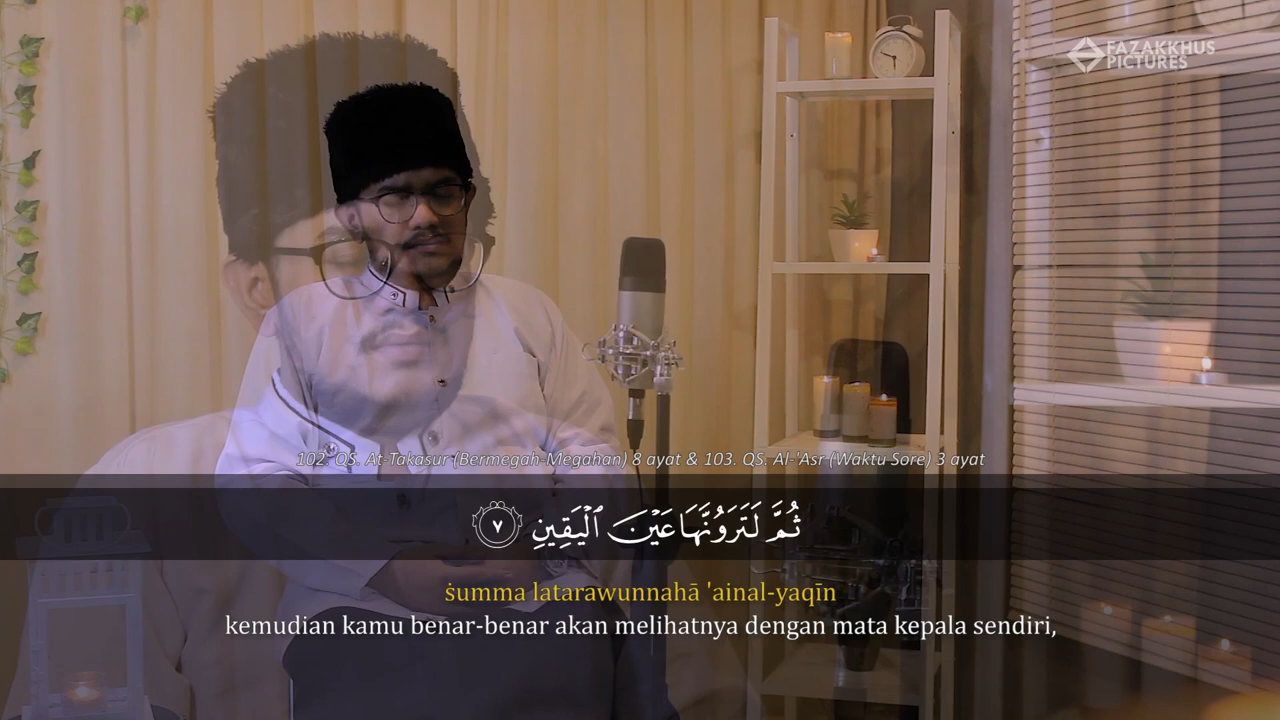 FAZAKKHUS
PICTURES
102. QS. At-Takasur (Bermegah-Megahan) 8 ayat & 103. QS. Al-'Asr (Waktu Sore) 3 ayat
ثُمَّ لَتَرَوُنَّهَا عَيْنَ ٱلْيَقِينِ ٧
ṡumma latarawunnahā 'ainal-yaqīn
kemudian kamu benar-benar akan melihatnya dengan mata kepala sendiri,